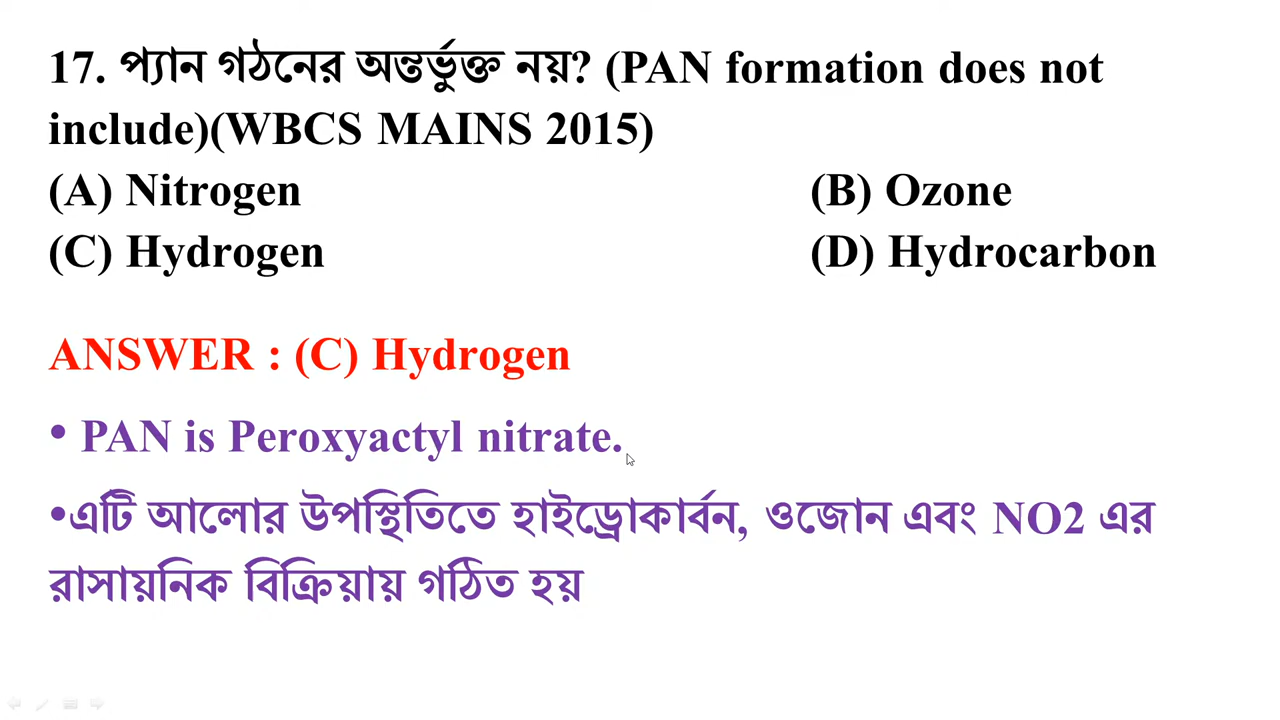 17. প্যান গঠনের অন্তর্ভুক্ত নয়? (PAN formation does not
include)(WBCS MAINS 2015)
(A) Nitrogen (B) Ozone
(C) Hydrogen (D) Hydrocarbon
ANSWER : (C) Hydrogen
• PAN is Peroxyactyl nitrate.
•এটি আলোর উপস্থিতিতে হাইড্রোকার্বন, ওজোন এবং NO2 এর
রাসায়নিক বিক্রিয়ায় গঠিত হয়